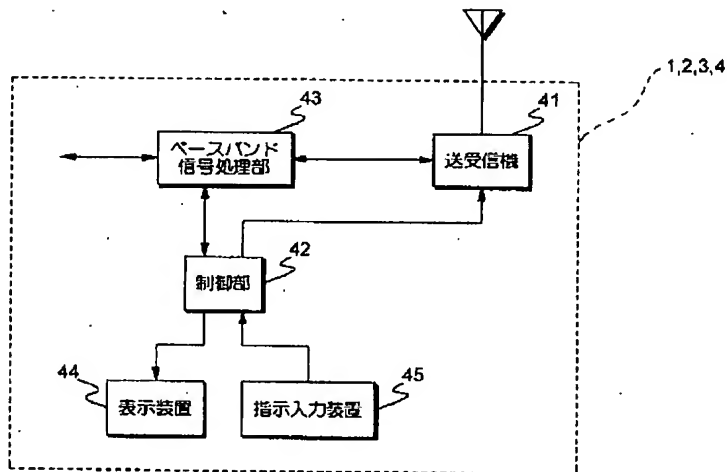 1,2,3,4
43
41
ベースバンド
信号処理部
送受信機
42
制御部
44
45
表示装置
指示入力装置